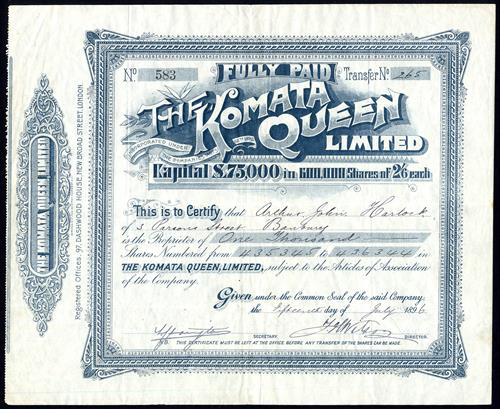 FULLY PAID
No 583
Transfer No 265
THE KOMATA QUEEN
LIMITED
INCORPORATED UNDER
Capital £75,000 in 600,000 Shares of 2/6 each
This is to Certify that Arthur John Harlock
of 3 Parsons Street Banbury
is the Proprietor of One Thousand
Shares Numbered from 435345 to 436344 in
THE KOMATA QUEEN, LIMITED, subject to the Articles of Association
of the Company.
Given under the Common Seal of the said Company,
the day of July 1896
SECRETARY.
DIRECTOR.
N.B. THIS CERTIFICATE MUST BE LEFT AT THE OFFICE BEFORE ANY TRANSFER OF THE SHARES CAN BE MADE.
THE KOMATA QUEEN LIMITED
Registered Offices. 97, DASHWOOD HOUSE, NEW BROAD STREET, LONDON.